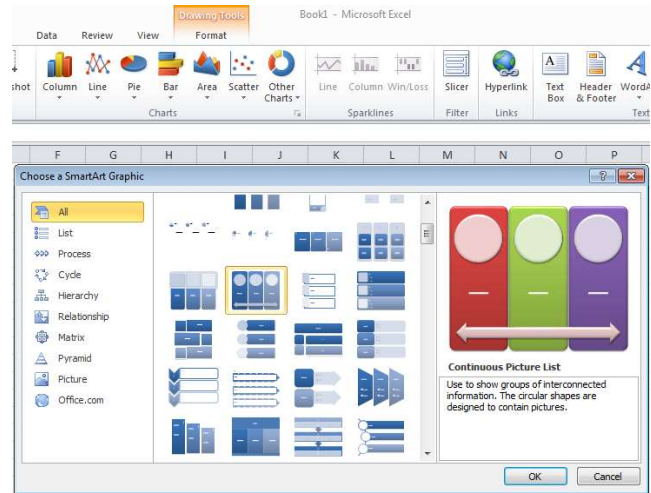 Drawing Tools
Book1 - Microsoft Excel
Data Review View Format
Column Line Pie Bar Area Scatter Other Charts
Line Column Win/Loss
Slicer
Hyperlink
Text Box
Header & Footer
Charts
Sparklines
Filter
Links
Text
F G H I J K L M N O P
Choose a SmartArt Graphic
All
List
Process
Cycle
Hierarchy
Relationship
Matrix
Pyramid
Picture
Office.com
Continuous Picture List
Use to show groups of interconnected
information. The circular shapes are
designed to contain pictures.
OK Cancel